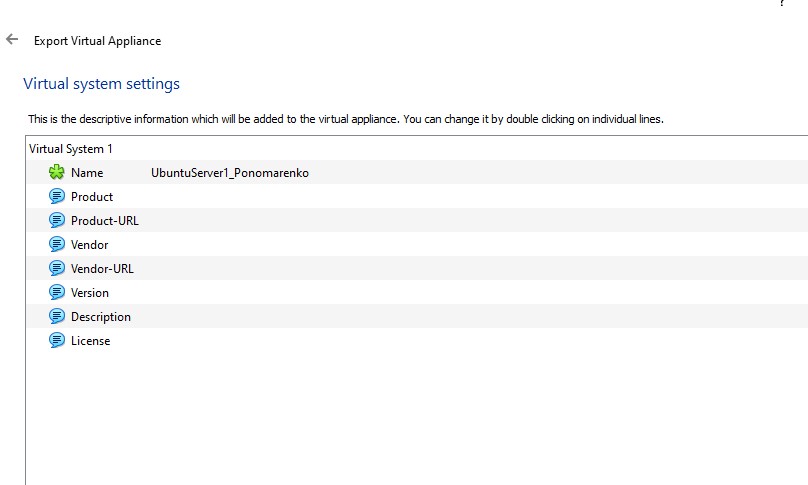 ?
Export Virtual Appliance
Virtual system settings
This is the descriptive information which will be added to the virtual appliance. You can change it by double clicking on individual lines.
Virtual System 1
Name UbuntuServer1_Ponomarenko
Product
Product-URL
Vendor
Vendor-URL
Version
Description
License